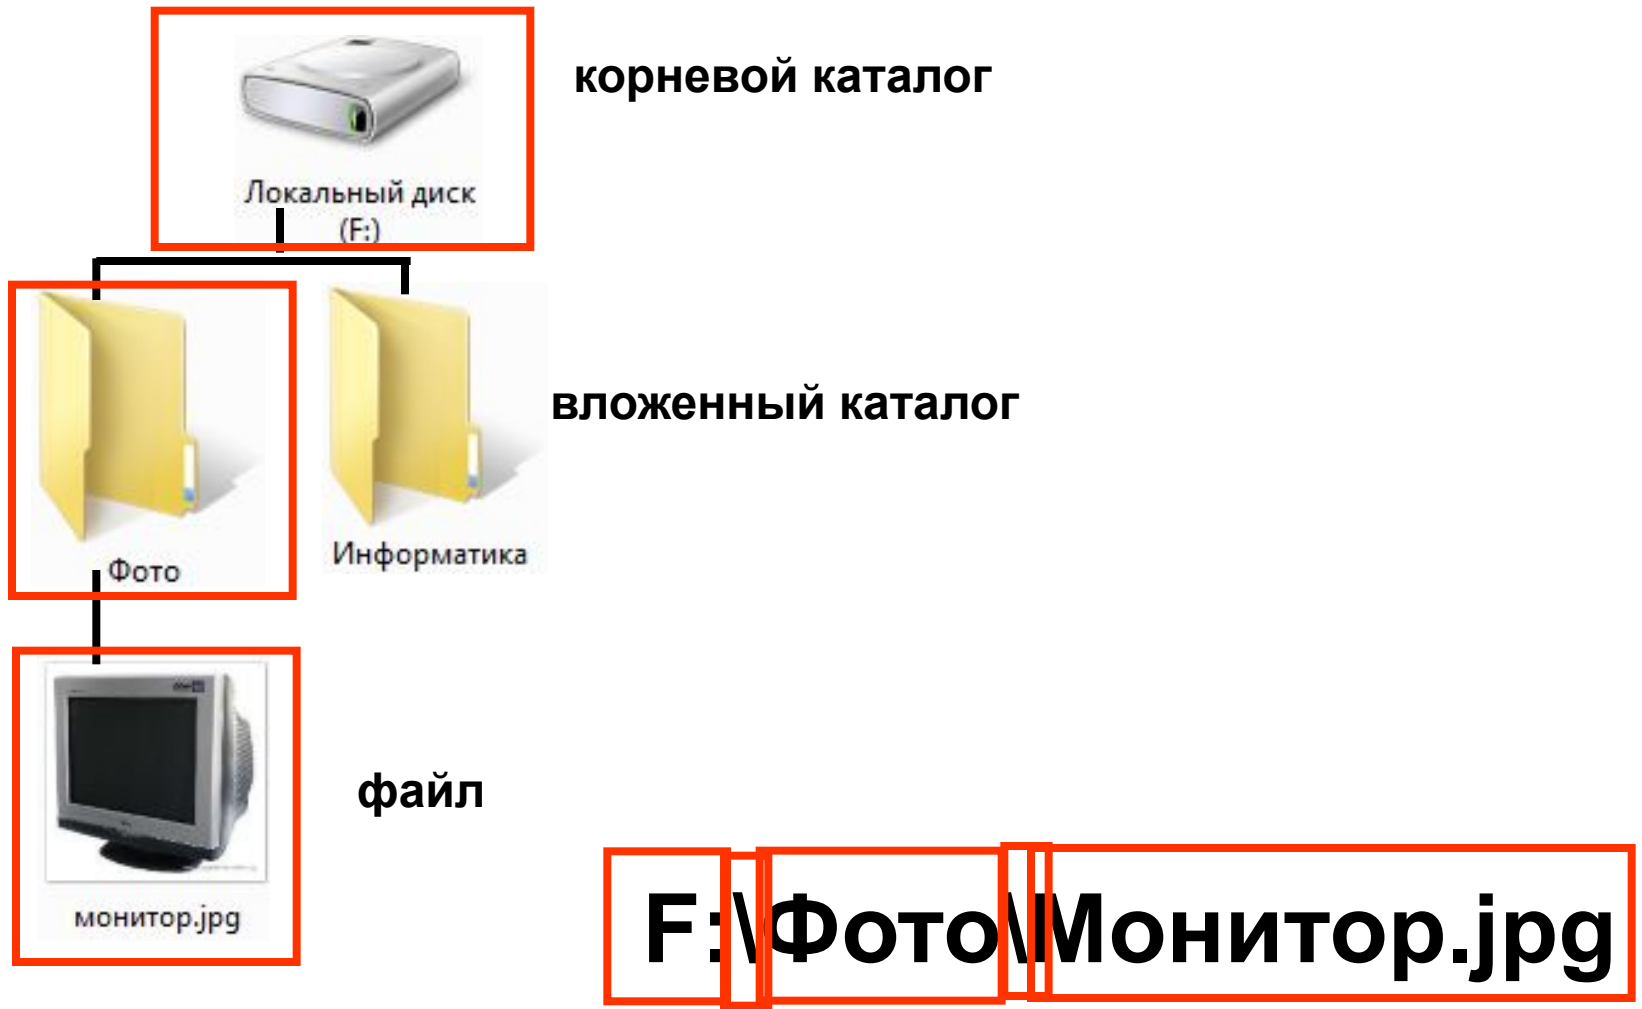 корневой каталог
Локальный диск
(F:)
вложенный каталог
Фото
Информатика
файл
монитор.jpg
F:\Фото\Монитор.jpg